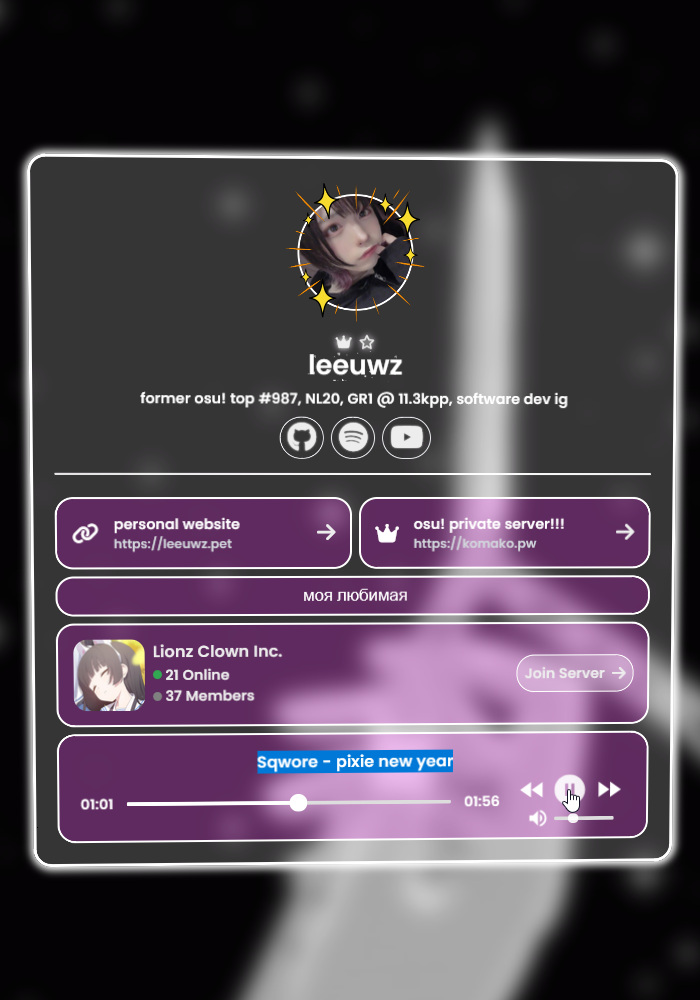 leeuwz
former osu! top #987, NL20, GR1 @ 11.3kpp, software dev ig
personal website
https://leeuwz.pet
osu! private server!!!
https://komako.pw
моя любимая
Lionz Clown Inc.
21 Online
37 Members
Join Server
Sqwore - pixie new year
01:01
01:56